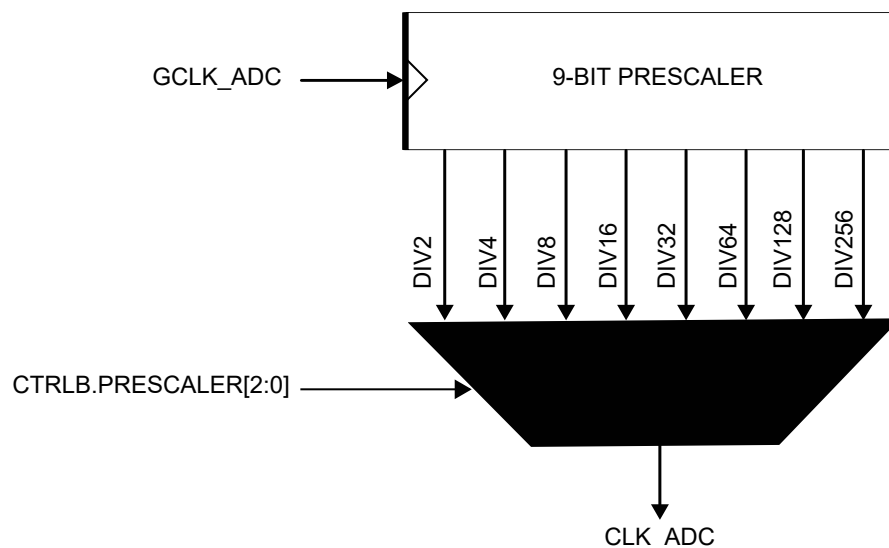 GCLK_ADC
9-BIT PRESCALER
DIV2
DIV4
DIV8
DIV16
DIV32
DIV64
DIV128
DIV256
CTRLB.PRESCALER[2:0]
CLK_ADC